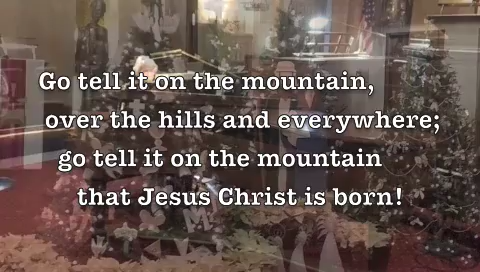 Go tell it on the mountain,
over the hills and everywhere;
go tell it on the mountain
that Jesus Christ is born!